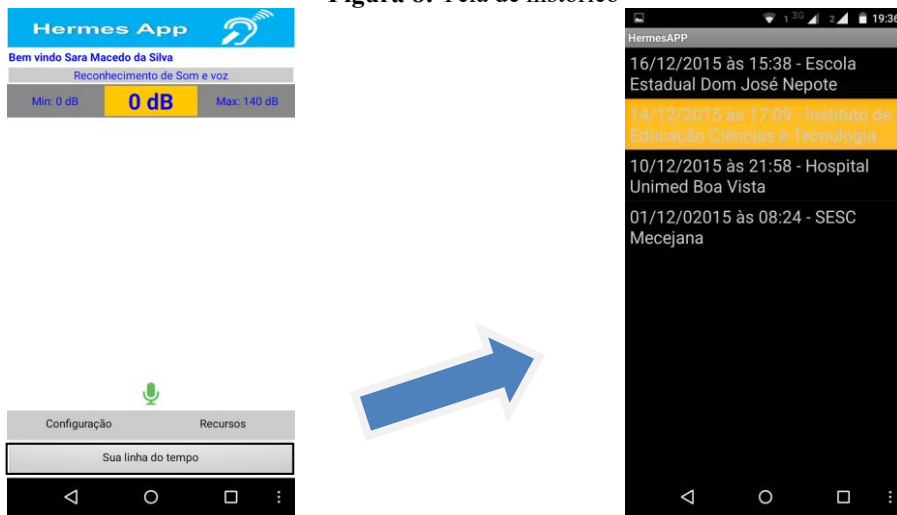 Figura 8: Tela de histórico
Hermes App
Bem vindo Sara Macedo da Silva
Reconhecimento de Som e voz
Min: 0 dB
0 dB
Max: 140 dB
Configuração
Recursos
Sua linha do tempo
1 3G 2 19:36
HermesAPP
16/12/2015 às 15:38 - Escola
Estadual Dom José Nepote
14/12/2015 às 17:09 - Instituto de
Educação Ciências e Tecnologia
10/12/2015 às 21:58 - Hospital
Unimed Boa Vista
01/12/02015 às 08:24 - SESC
Mecejana